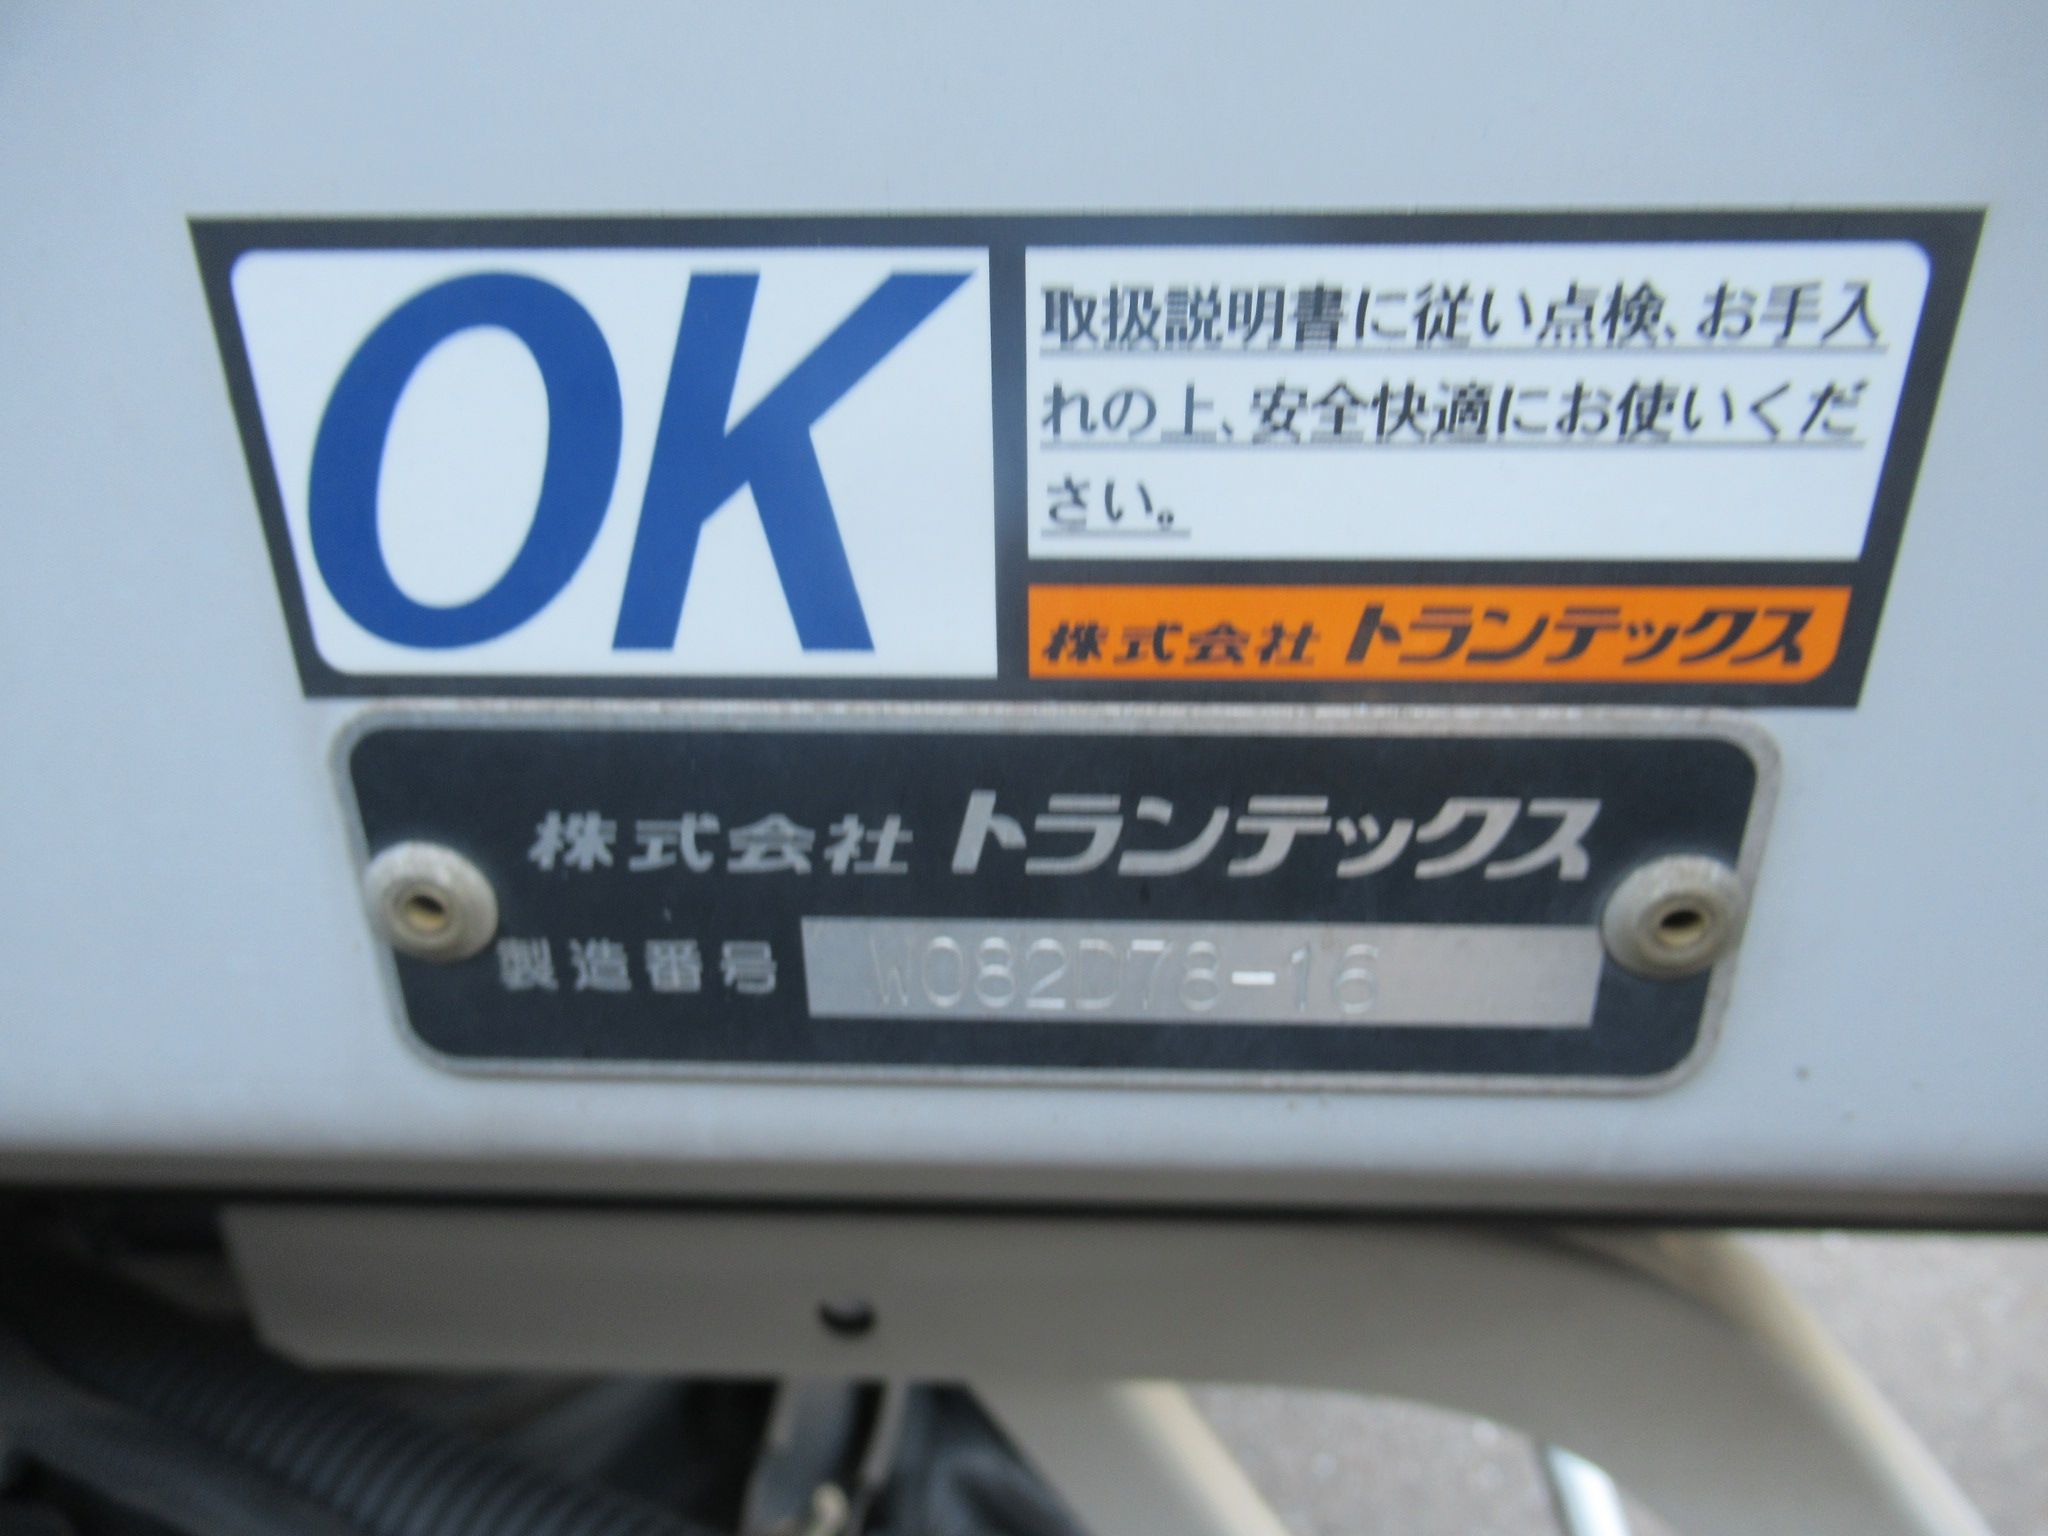 OK
取扱説明書に従い点検、お手入
れの上、安全快適にお使いくだ
さい。
株式会社 トランテックス
株式会社 トランテックス
製造番号 W082D78-16